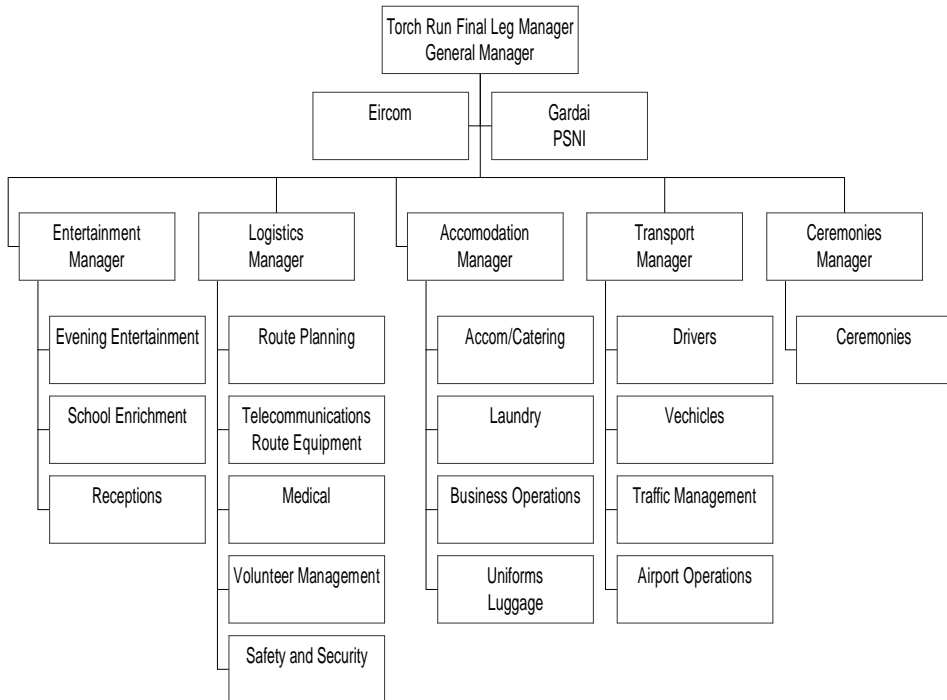 Torch Run Final Leg Manager
General Manager
Eircom
Gardai
PSNI
Entertainment
Manager
Logistics
Manager
Accomodation
Manager
Transport
Manager
Ceremonies
Manager
Evening Entertainment
School Enrichment
Receptions
Route Planning
Telecommunications
Route Equipment
Medical
Volunteer Management
Safety and Security
Accom/Catering
Laundry
Business Operations
Uniforms
Luggage
Drivers
Vechicles
Traffic Management
Airport Operations
Ceremonies